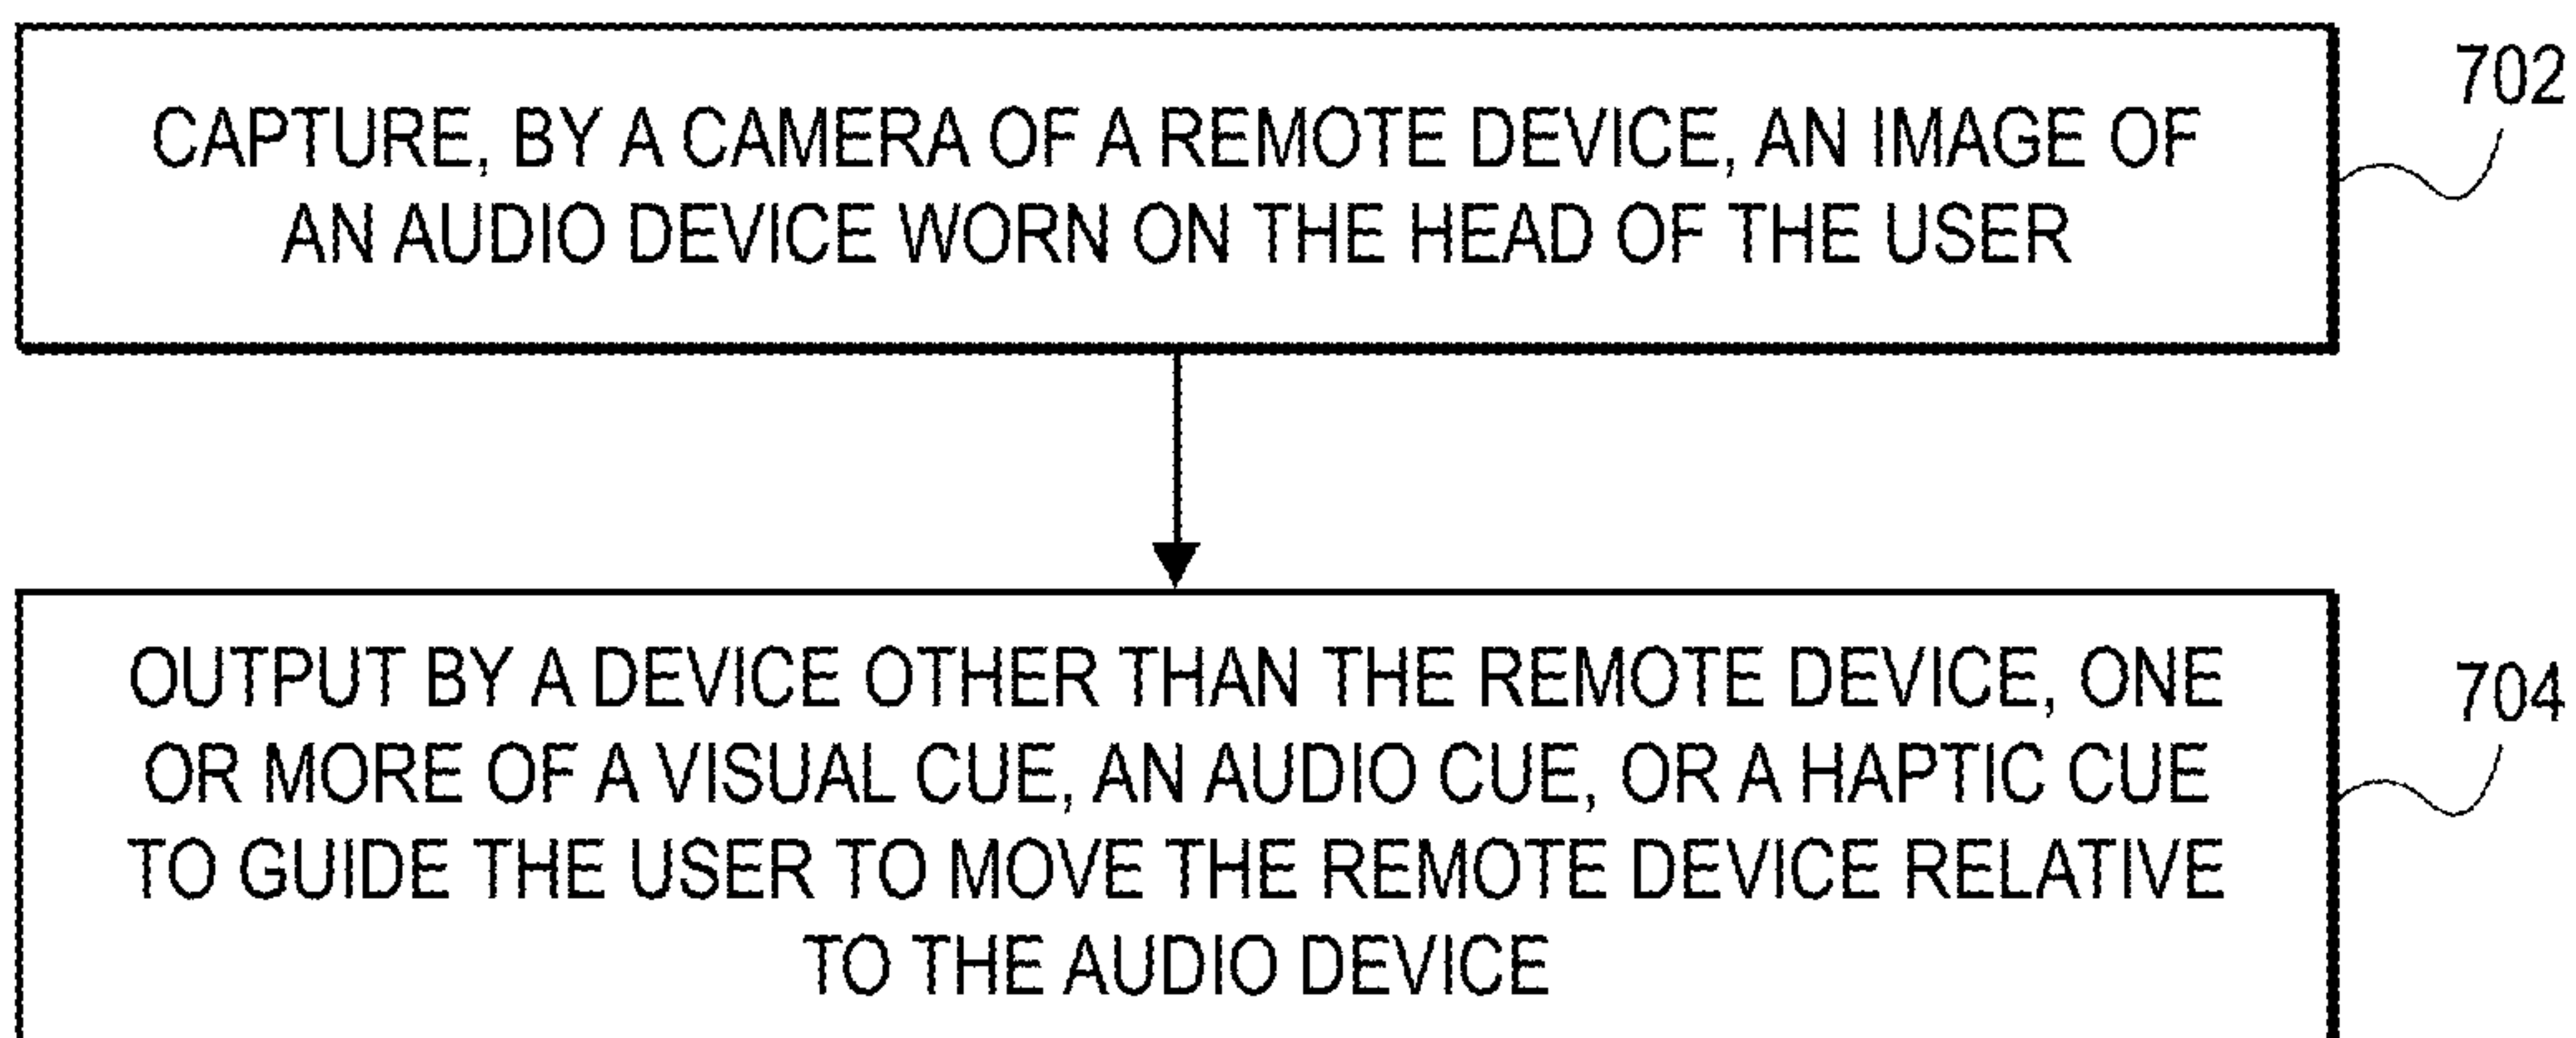 CAPTURE, BY A CAMERA OF A REMOTE DEVICE, AN IMAGE OF
AN AUDIO DEVICE WORN ON THE HEAD OF THE USER
702
OUTPUT BY A DEVICE OTHER THAN THE REMOTE DEVICE, ONE
OR MORE OF A VISUAL CUE, AN AUDIO CUE, OR A HAPTIC CUE
TO GUIDE THE USER TO MOVE THE REMOTE DEVICE RELATIVE
TO THE AUDIO DEVICE
704